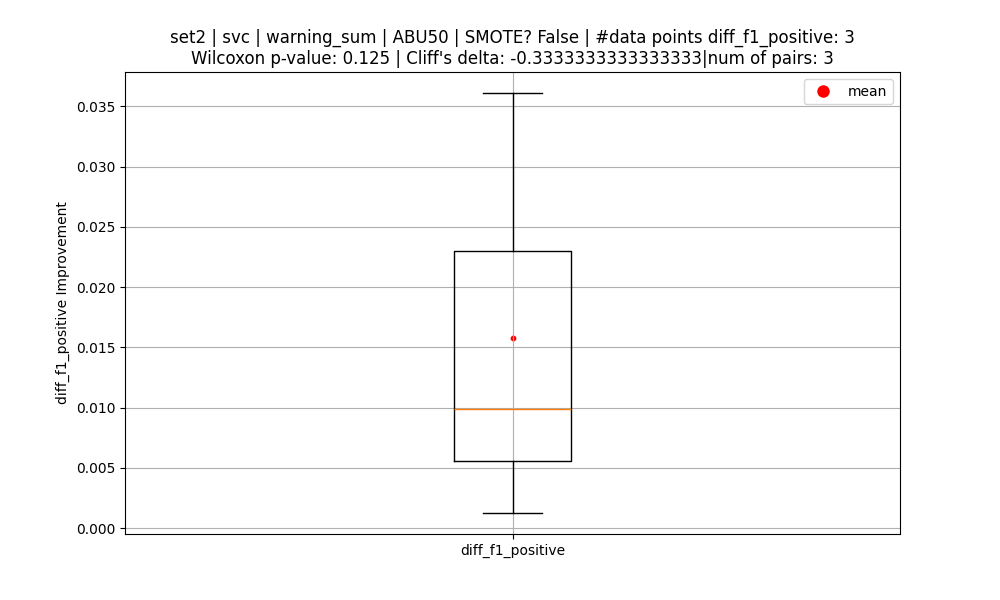 set2 | svc | warning_sum | ABU50 | SMOTE? False | #data points diff_f1_positive: 3
Wilcoxon p-value: 0.125 | Cliff's delta: -0.3333333333333333|num of pairs: 3
mean
0.035
0.030
0.025
0.020
0.015
0.010
0.005
0.000
diff_f1_positive Improvement
diff_f1_positive